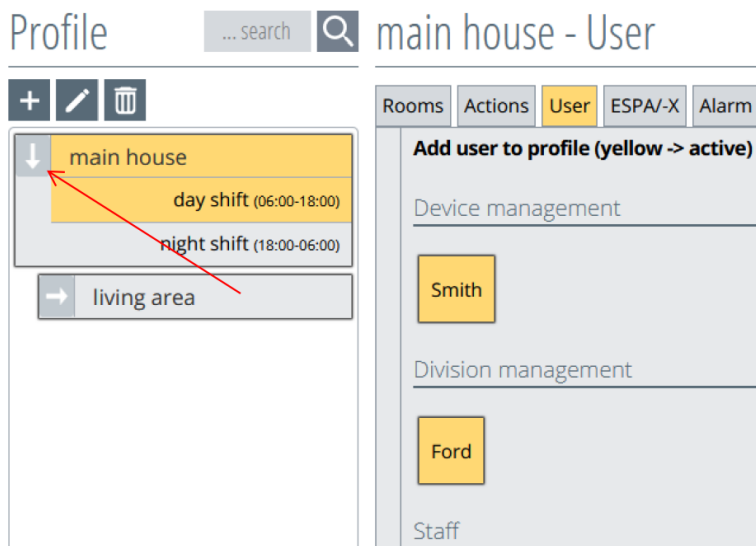 Profile
... search
main house
day shift (06:00-18:00)
night shift (18:00-06:00)
living area
main house - User
Rooms Actions User ESPA/-X Alarm
Add user to profile (yellow -> active)
Device management
Smith
Division management
Ford
Staff